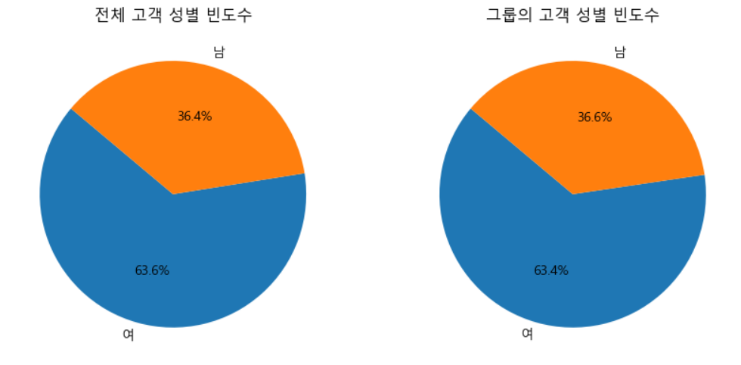 전체 고객 성별 빈도수
남
36.4%
63.6%
여
그룹의 고객 성별 빈도수
남
36.6%
63.4%
여